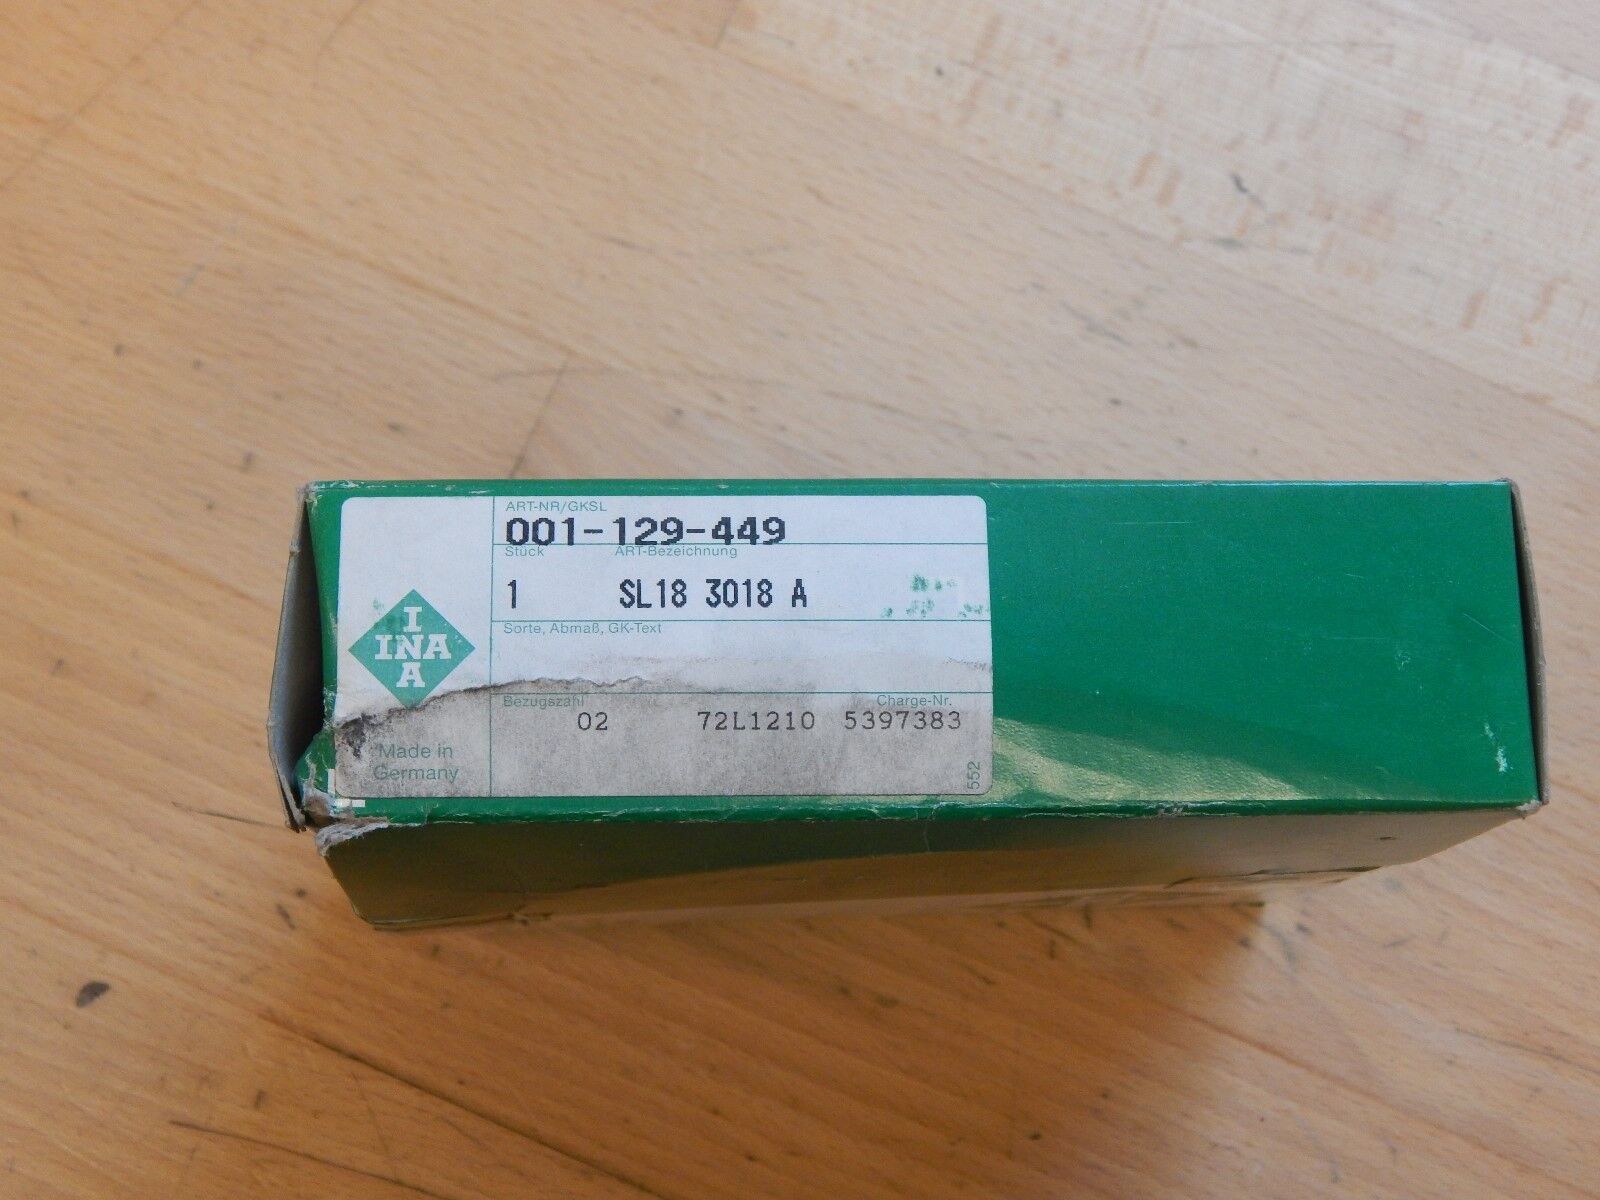 ART-NR/GKSL
001-129-449
Stück ART-Bezeichnung
1 SL18 3018 A
Sorte, Abmaß, GK-Text
I
INA
A
Bezugszahl Charge-Nr.
02 72L1210 5397383
Made in
Germany
552